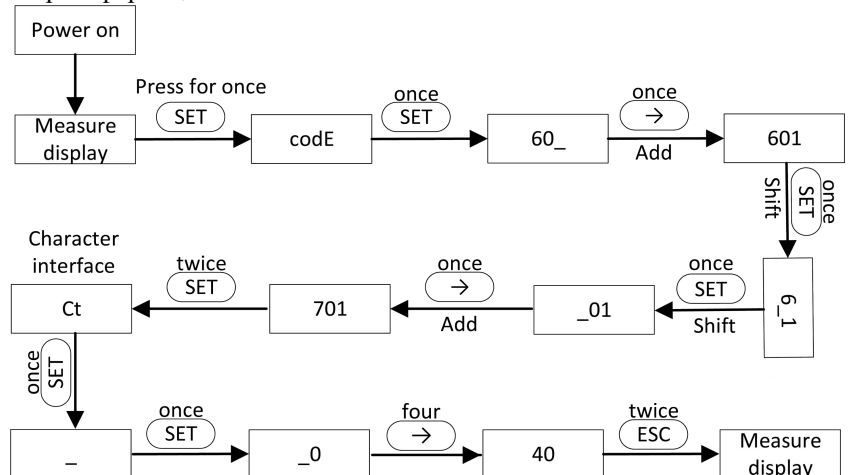 Power on
Press for once
SET
once
SET
once
→
Measure
display
codE
60_
Add
601
once
SET
Shift
Character
interface
twice
SET
once
→
once
SET
Ct
701
Add
_01
Shift
6_1
once
SET
once
SET
four
→
twice
ESC
_
_0
40
Measure
display